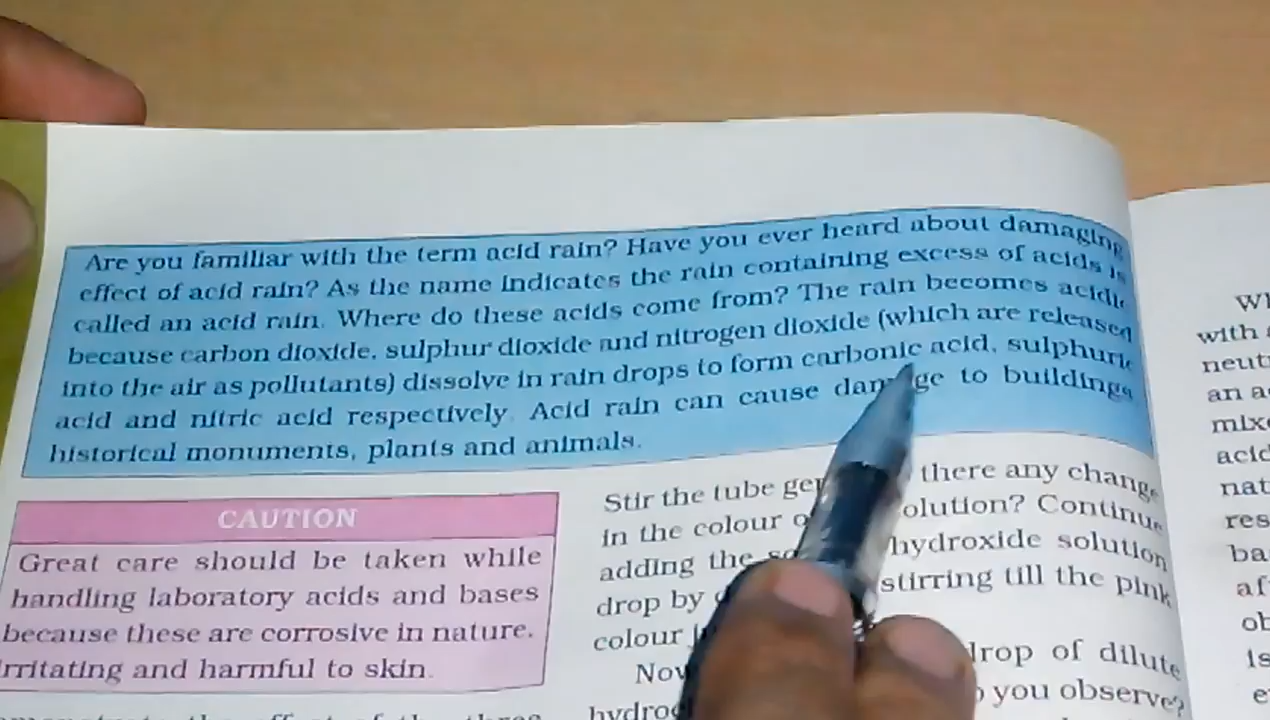 Are you familiar with the term acid rain? Have you ever heard about damaging
effect of acid rain? As the name indicates the rain containing excess of acids is
called an acid rain. Where do these acids come from? The rain becomes acidic
because carbon dioxide, sulphur dioxide and nitrogen dioxide (which are released
into the air as pollutants) dissolve in rain drops to form carbonic acid, sulphuric
acid and nitric acid respectively. Acid rain can cause damage to buildings
historical monuments, plants and animals.
CAUTION
Great care should be taken while
handling laboratory acids and bases
because these are corrosive in nature,
irritating and harmful to skin.
Stir the tube there any change
in the colour solution? Continue
adding the hydroxide solution
drop by stirring till the pink
colour
drop of dilute
you observe?
with
an